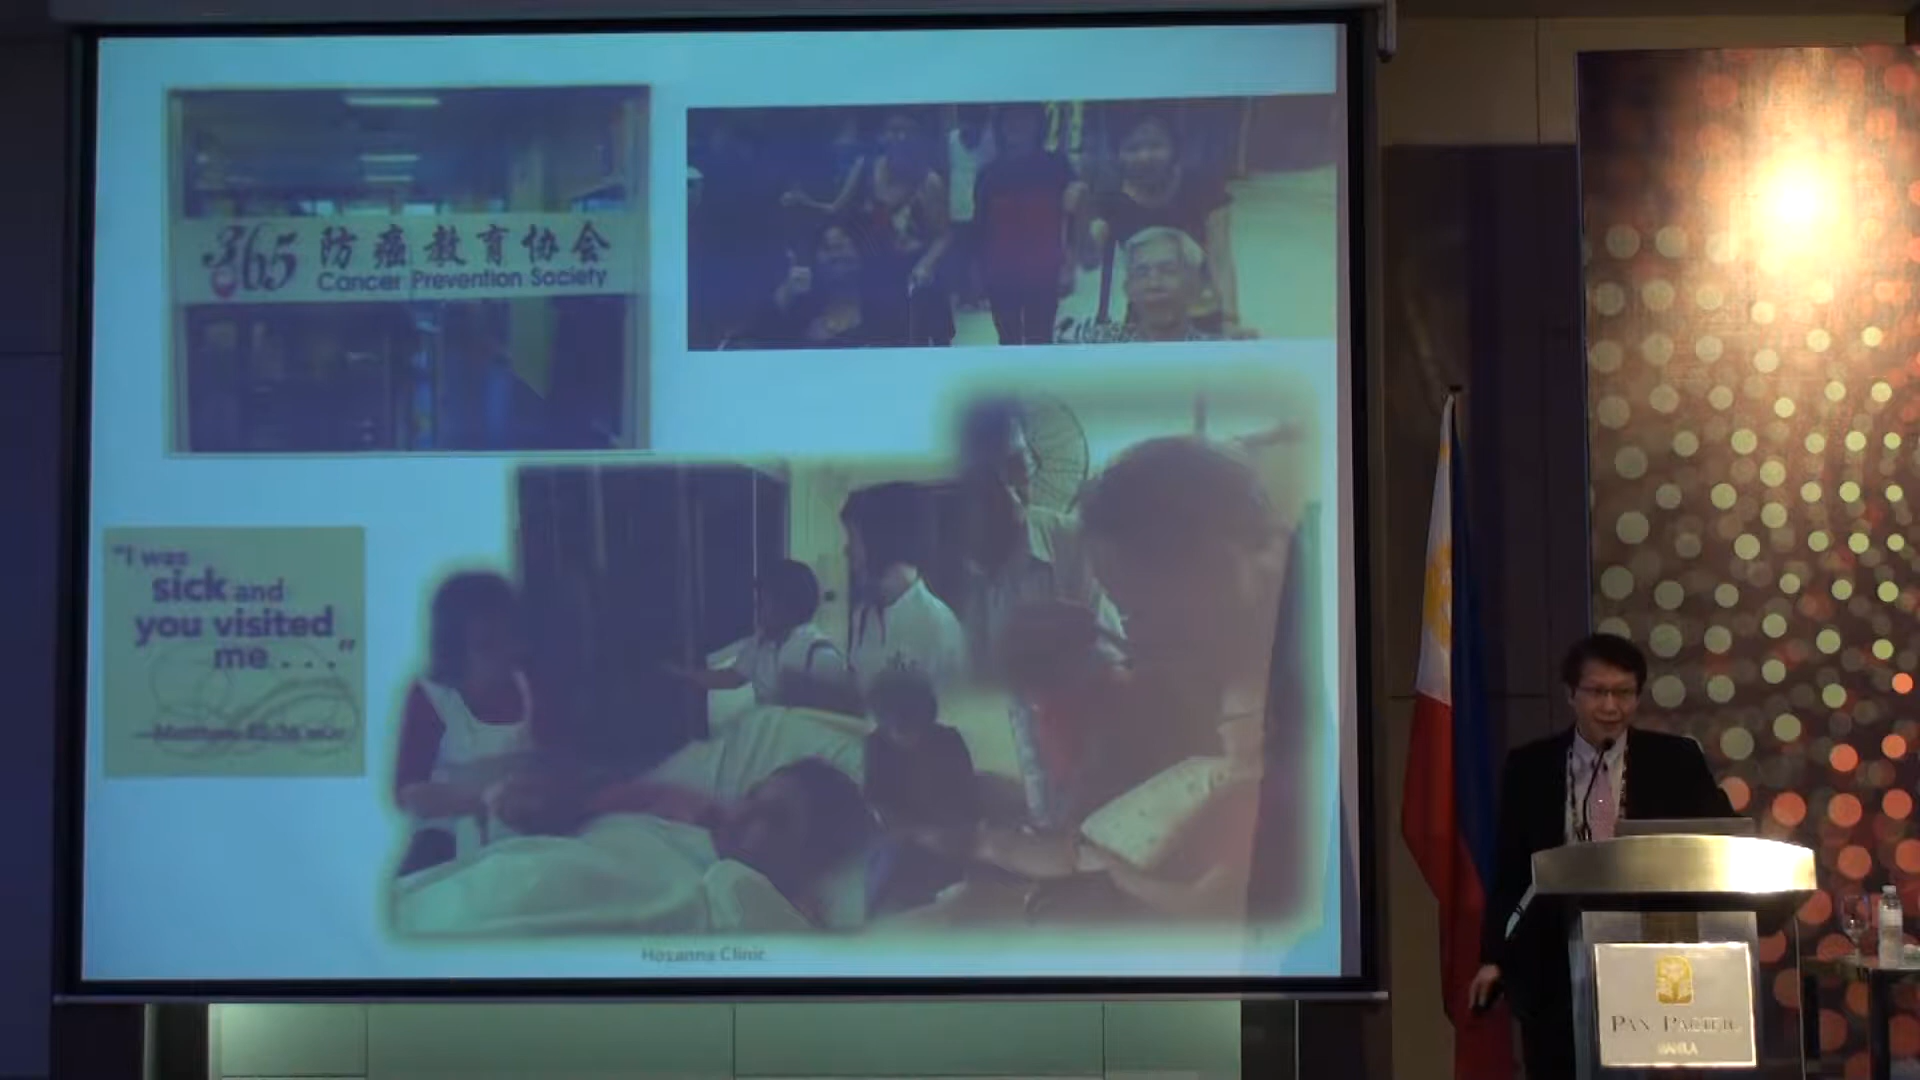 365 防癌教育协会
Cancer Prevention Society
"I was
sick and
you visited
me . . ."
Hosanna Clinic
PAN PACIFIC
MANILA